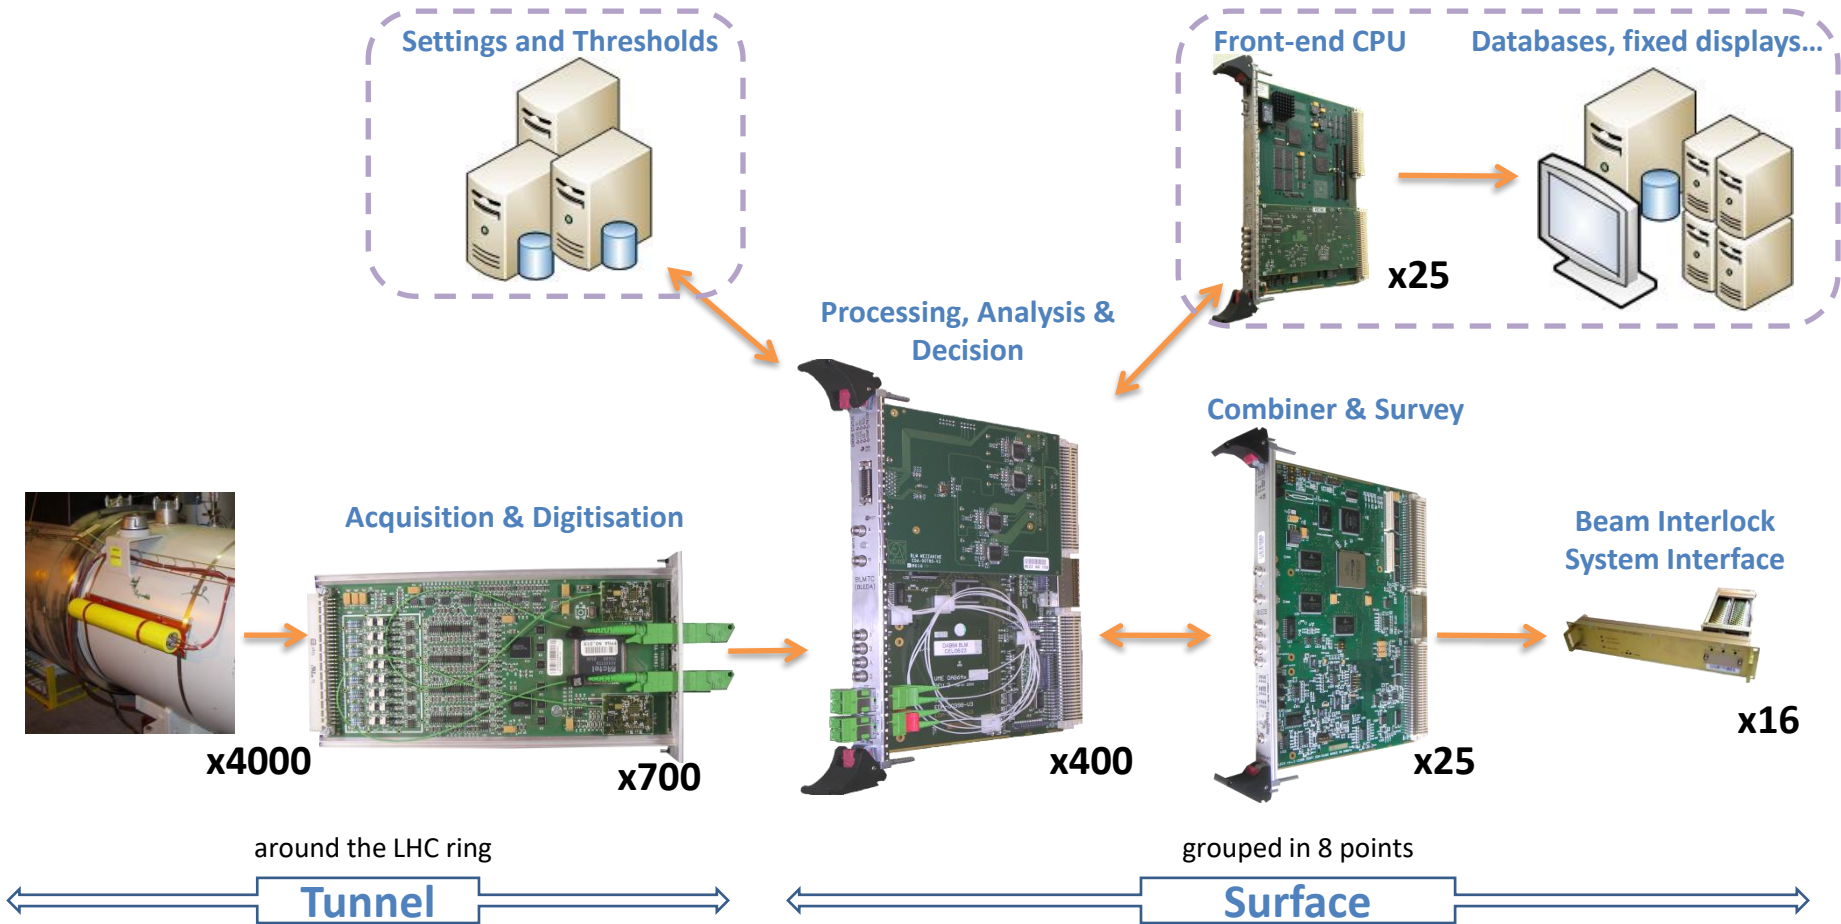 Settings and Thresholds
Front-end CPU
Databases, fixed displays...
x25
Processing, Analysis &
Decision
Combiner & Survey
Acquisition & Digitisation
Beam Interlock
System Interface
x4000
x700
x400
x25
x16
around the LHC ring
grouped in 8 points
Tunnel
Surface